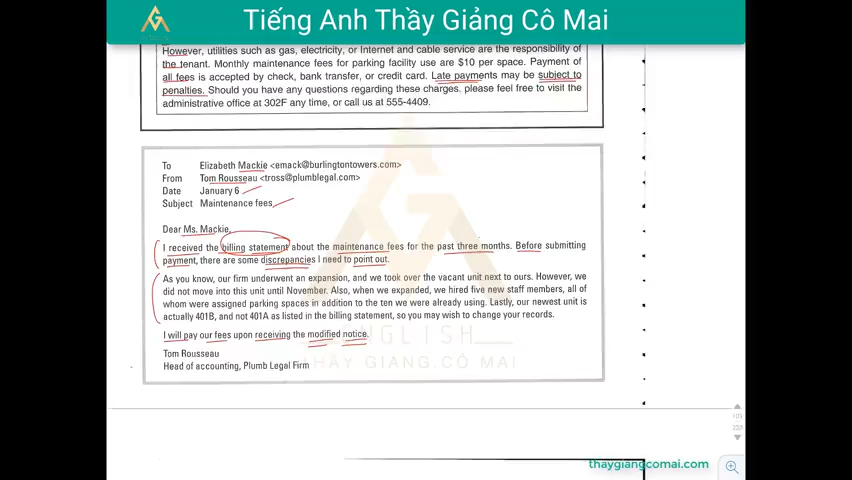 Tiếng Anh Thầy Giảng Cô Mai
However, utilities such as gas, electricity, or Internet and cable service are the responsibility of
the tenant. Monthly maintenance fees for parking facility use are $10 per space. Payment of
all fees is accepted by check, bank transfer, or credit card. Late payments may be subject to
penalties. Should you have any questions regarding these charges. please feel free to visit the
administrative office at 302F any time, or call us at 555-4409.
To Elizabeth Mackie <emack@burlingtontowers.com>
From Tom Rousseau <tross@plumblegal.com>
Date January 6
Subject Maintenance fees
Dear Ms. Mackie,
I received the billing statement about the maintenance fees for the past three months. Before submitting
payment, there are some discrepancies I need to point out.
As you know, our firm underwent an expansion, and we took over the vacant unit next to ours. However, we
did not move into this unit until November. Also, when we expanded, we hired five new staff members, all of
whom were assigned parking spaces in addition to the ten we were already using. Lastly, our newest unit is
actually 401B, and not 401A as listed in the billing statement, so you may wish to change your records.
I will pay our fees upon receiving the modified notice.
ENGLISH
Tom Rousseau
THẦY GIẢNG.CÔ MAI
Head of accounting, Plumb Legal Firm
thaygiangcomai.com